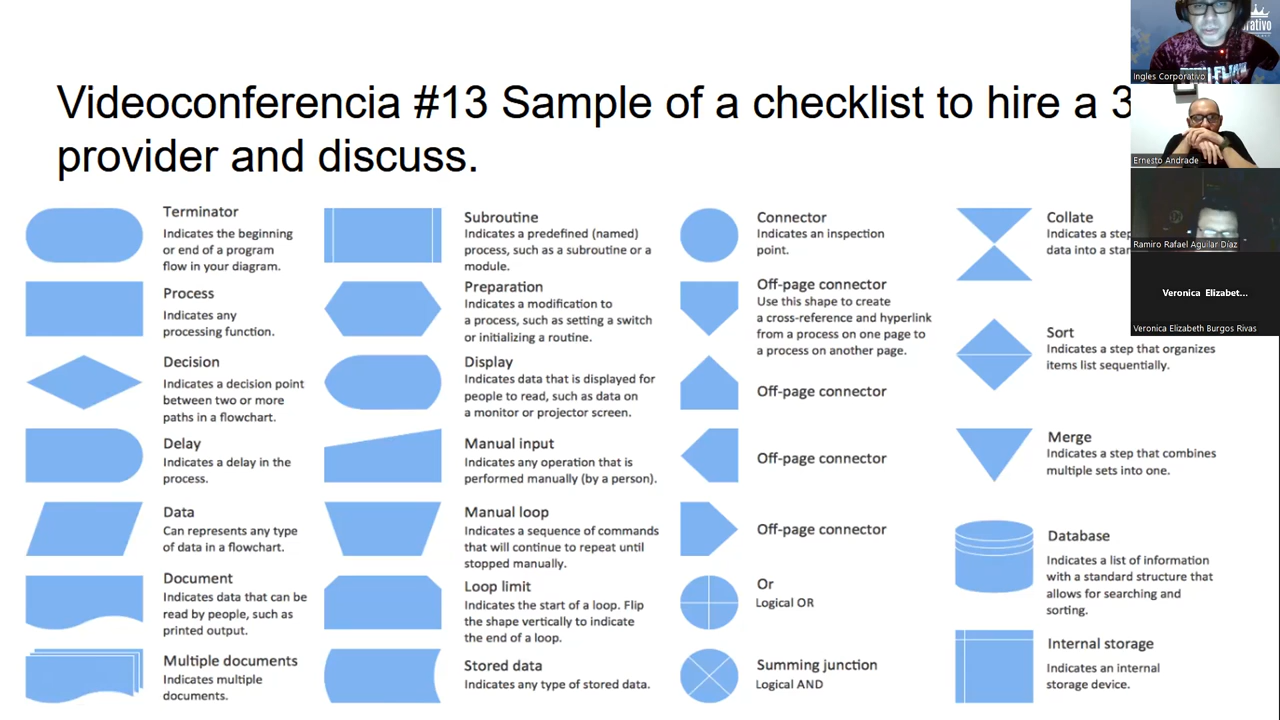 Videoconferencia #13 Sample of a checklist to hire a 3
provider and discuss.
Terminator
Indicates the beginning
or end of a program
flow in your diagram.
Process
Indicates any
processing function.
Decision
Indicates a decision point
between two or more
paths in a flowchart.
Delay
Indicates a delay in the
process.
Data
Can represents any type
of data in a flowchart.
Document
Indicates data that can be
read by people, such as
printed output.
Multiple documents
Indicates multiple
documents.
Subroutine
Indicates a predefined (named)
process, such as a subroutine or a
module.
Preparation
Indicates a modification to
a process, such as setting a switch
or initializing a routine.
Display
Indicates data that is displayed for
people to read, such as data on
a monitor or projector screen.
Manual input
Indicates any operation that is
performed manually (by a person).
Manual loop
Indicates a sequence of commands
that will continue to repeat until
stopped manually.
Loop limit
Indicates the start of a loop. Flip
the shape vertically to indicate
the end of a loop.
Stored data
Indicates any type of stored data.
Connector
Indicates an inspection
point.
Off-page connector
Use this shape to create
a cross-reference and hyperlink
from a process on one page to
a process on another page.
Off-page connector
Off-page connector
Off-page connector
Or
Logical OR
Summing junction
Logical AND
Collate
Indicates a step
data into a
Sort
Indicates a step that organizes
items list sequentially.
Merge
Indicates a step that combines
multiple sets into one.
Database
Indicates a list of information
with a standard structure that
allows for searching and
sorting.
Internal storage
Indicates an internal
storage device.
Ingles Corporativo
Ernesto Andrade
Ramiro Rafael Aguilar Díaz
Veronica Elizabet...
Veronica Elizabeth Burgos Rivas